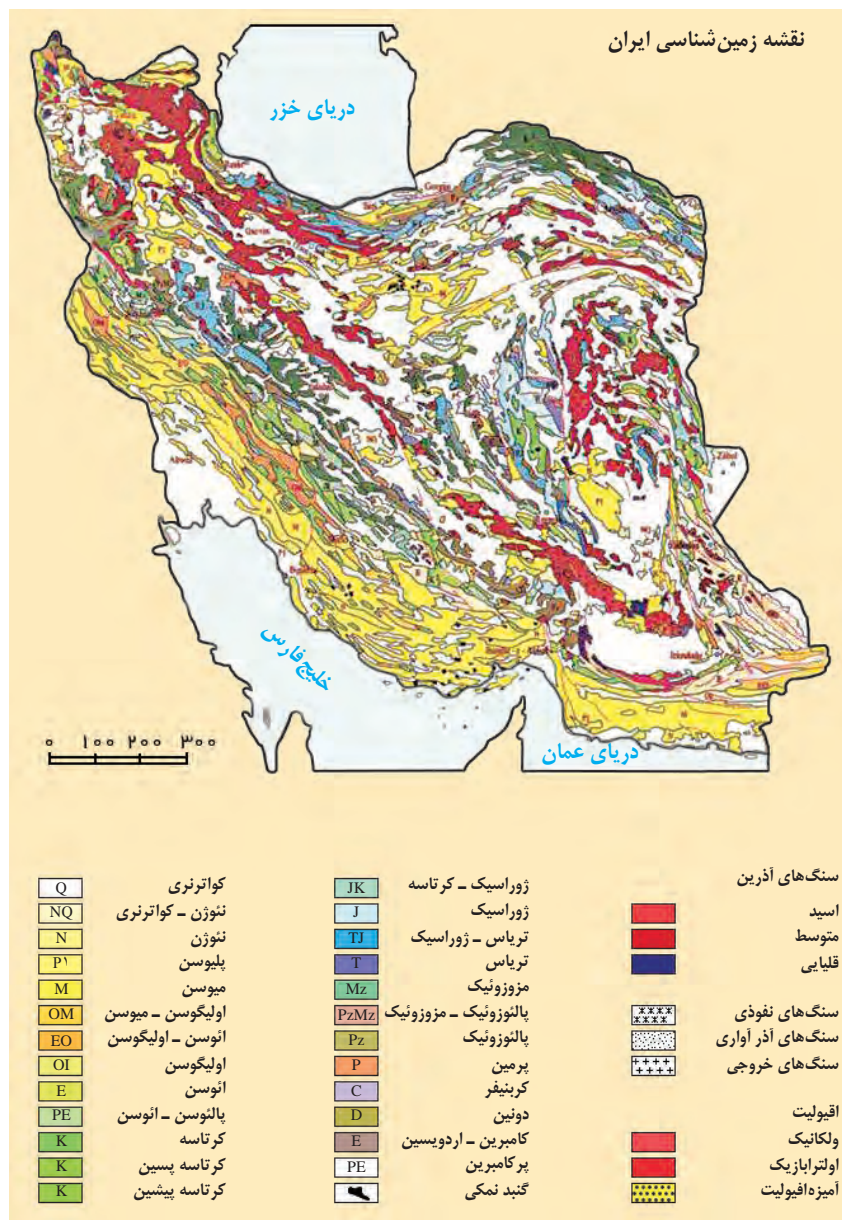 نقشه زمین‌شناسی ایران
دریای خزر
خلیج‌فارس
دریای عمان
۰ ۱۰۰ ۲۰۰ ۳۰۰
سنگ‌های آذرین
اسید
متوسط
قلیایی
سنگ‌های نفوذی
سنگ‌های آذر آواری
سنگ‌های خروجی
اقیولیت
ولکانیک
اولترابازیک
آمیزه‌افیولیت
JK ژوراسیک ـ کرتاسه
J ژوراسیک
TJ تریاس ـ ژوراسیک
T تریاس
Mz مزوزوئیک
PzMz پالئوزوئیک ـ مزوزوئیک
Pz پالئوزوئیک
P پرمین
C کربنیفر
D دونین
E کامبرین ـ اردویسین
PE پرکامبرین
گنبد نمکی
Q کواترنری
NQ نئوژن ـ کواترنری
N نئوژن
P۱ پلیوسن
M میوسن
OM اولیگوسن ـ میوسن
EO ائوسن ـ اولیگوسن
OI اولیگوسن
E ائوسن
PE پالئوسن ـ ائوسن
K کرتاسه
K کرتاسه پسین
K کرتاسه پیشین